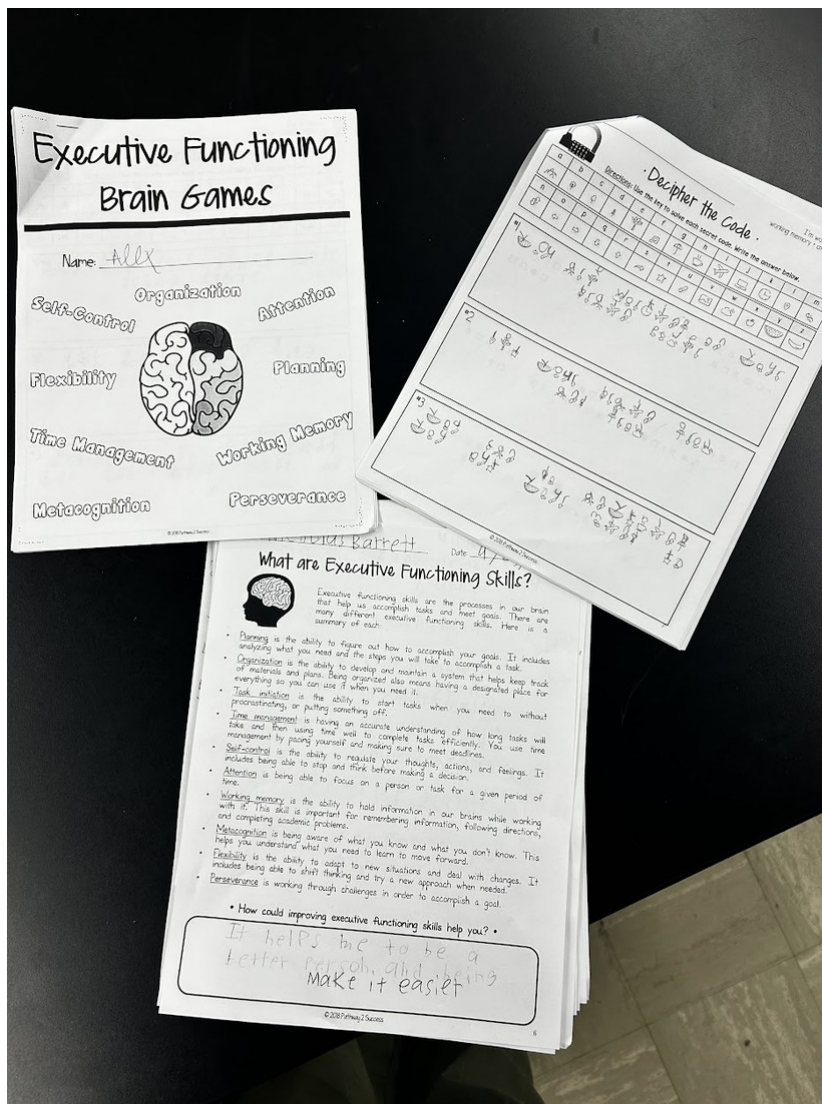 Executive Functioning
Brain Games
Name: Alex
Organization
Self-Control
Attention
Flexibility
Planning
Time Management
Working Memory
Metacognition
Perseverance
© 2018 Pathway 2 Success
• Decipher the Code •
Directions: Use the key to solve each secret code. Write the answer below.
I'm
working memory +
a b c d e f g h i j k l m
n o p q r s t u v w x y z
#1
#2
#3
© 2018 Pathway 2 Success
Barrett Date 4/
What are Executive Functioning Skills?
Executive functioning skills are the processes in our brain
that help us accomplish tasks and meet goals. There are
many different executive functioning skills. Here is a
summary of each:
• Planning is the ability to figure out how to accomplish your goals. It includes
analyzing what you need and the steps you will take to accomplish a task.
• Organization is the ability to develop and maintain a system that helps keep track
of materials and plans. Being organized also means having a designated place for
everything so you can use it when you need it.
• Task initiation is the ability to start tasks when you need to without
procrastinating, or putting something off.
• Time management is having an accurate understanding of how long tasks will
take and then using time well to complete tasks efficiently. You use time
management by pacing yourself and making sure to meet deadlines.
• Self-control is the ability to regulate your thoughts, actions, and feelings. It
includes being able to stop and think before making a decision.
• Attention is being able to focus on a person or task for a given period of
time.
• Working memory is the ability to hold information in our brains while working
with it. This skill is important for remembering information, following directions,
and completing academic problems.
• Metacognition is being aware of what you know and what you don't know. This
helps you understand what you need to learn to move forward.
• Flexibility is the ability to adapt to new situations and deal with changes. It
includes being able to shift thinking and try a new approach when needed.
• Perseverance is working through challenges in order to accomplish a goal.
• How could improving executive functioning skills help you? •
It helps me to be a
better person, and being
Make it easier
© 2018 Pathway 2 Success
6